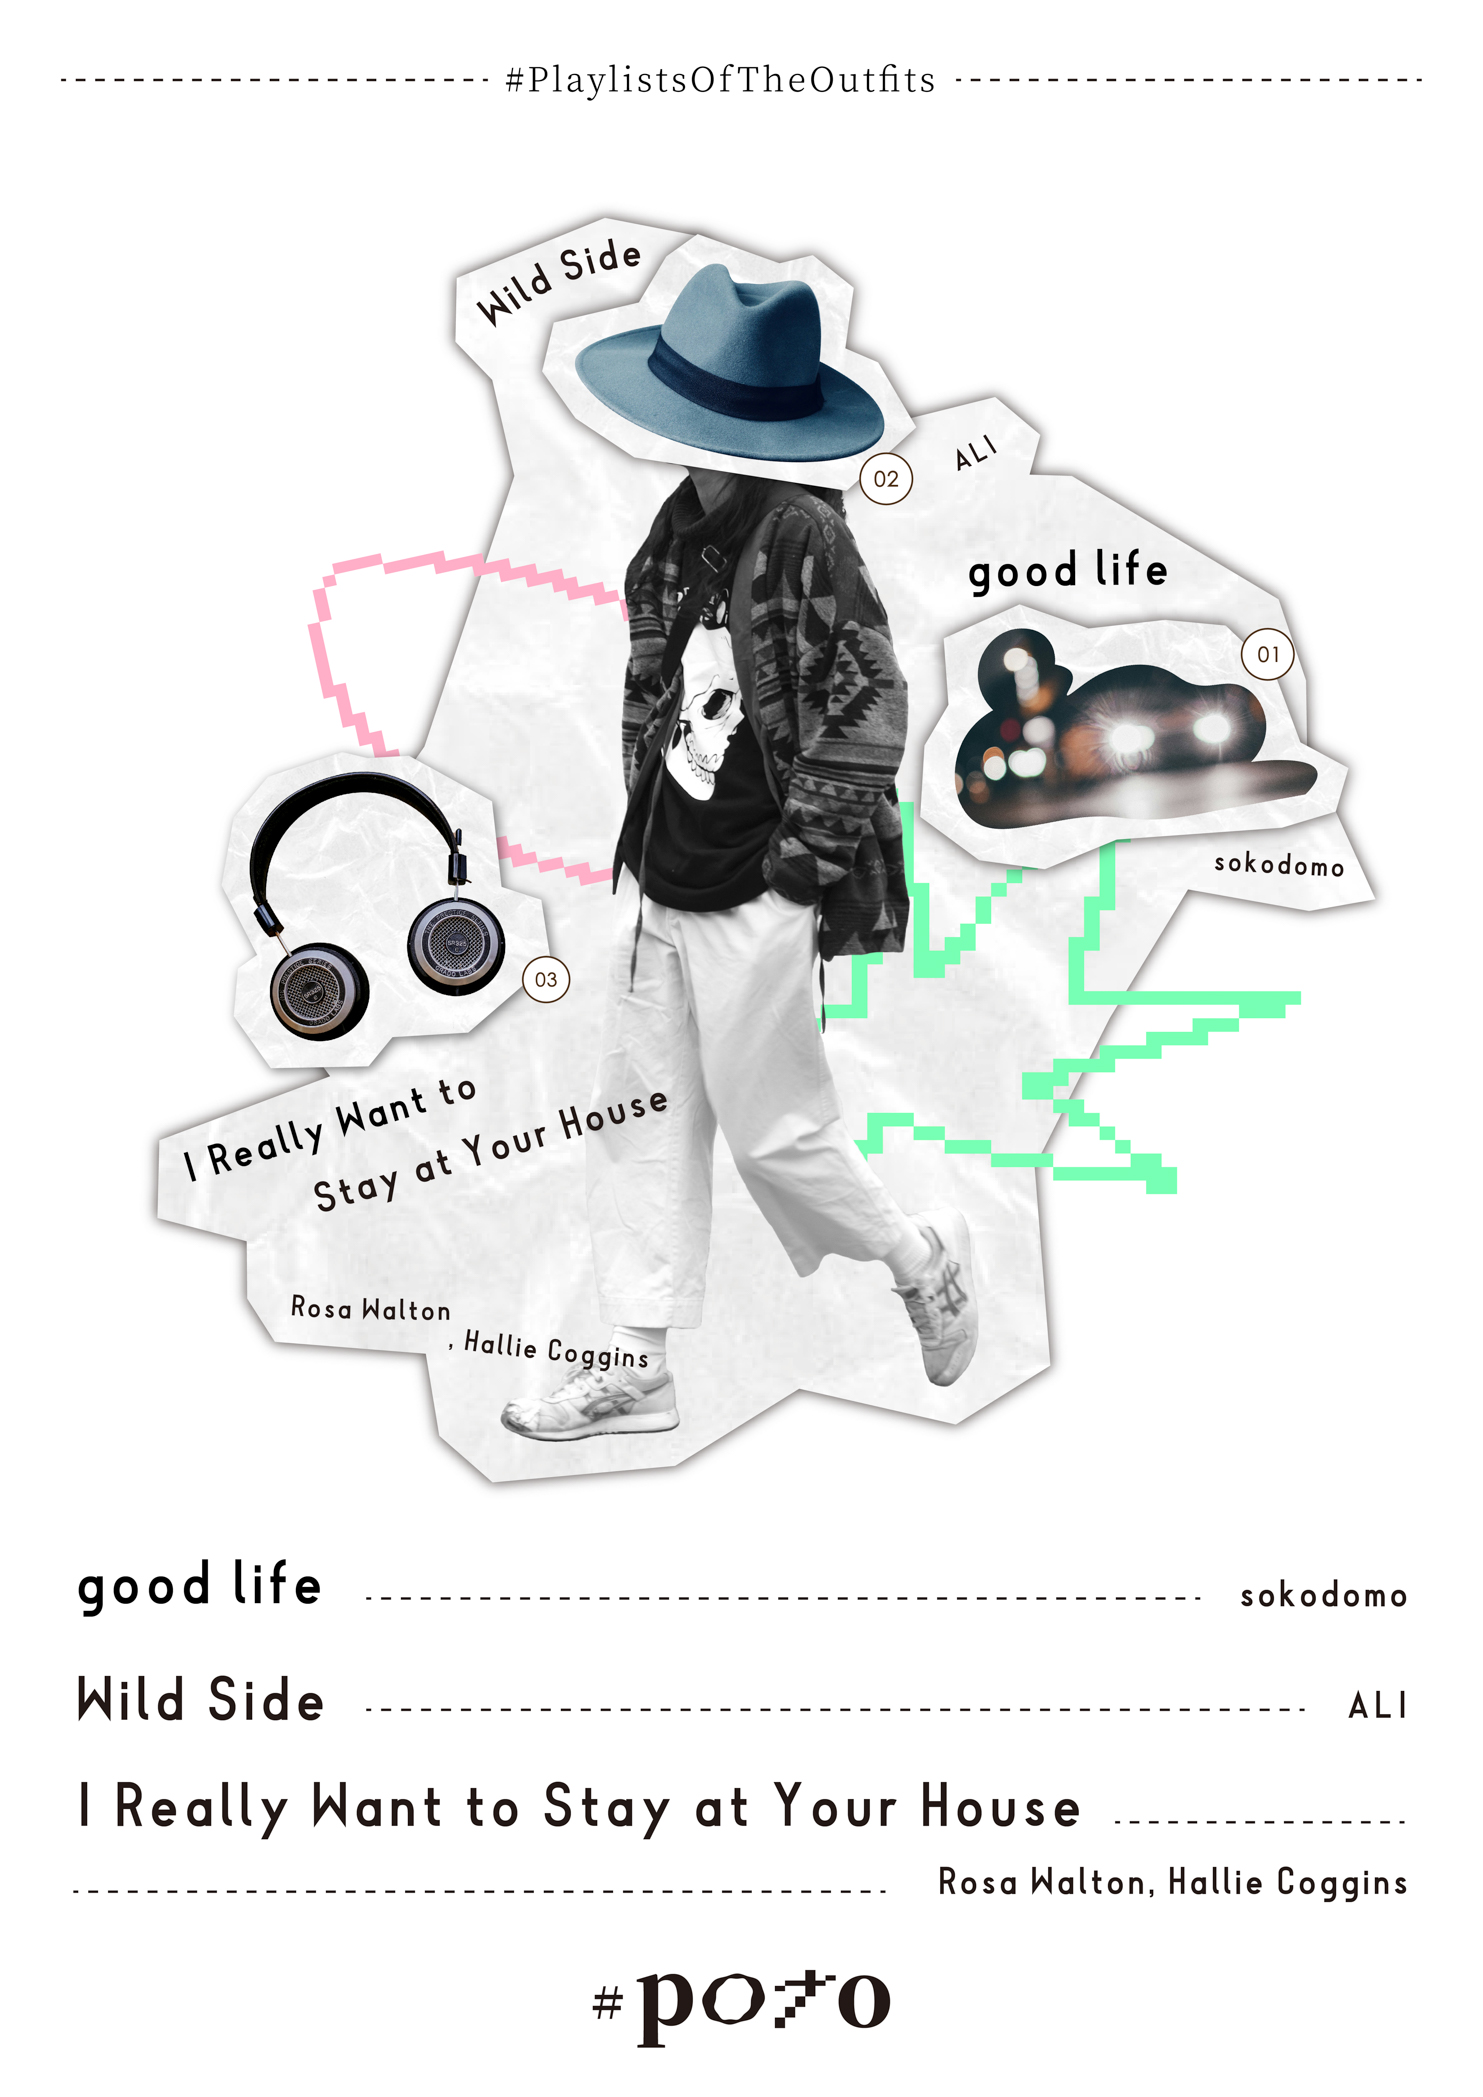 #PlaylistsOfTheOutfits
Wild Side
02
ALI
good life
01
sokodomo
03
I Really Want to
Stay at Your House
Rosa Walton
, Hallie Coggins
good life
sokodomo
Wild Side
ALI
I Really Want to Stay at Your House
Rosa Walton, Hallie Coggins
#poto